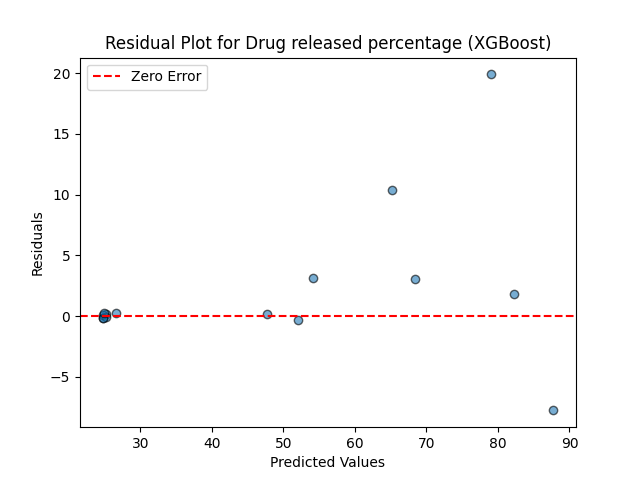 Residual Plot for Drug released percentage (XGBoost)
Zero Error
20
15
10
5
0
−5
Residuals
30 40 50 60 70 80 90
Predicted Values